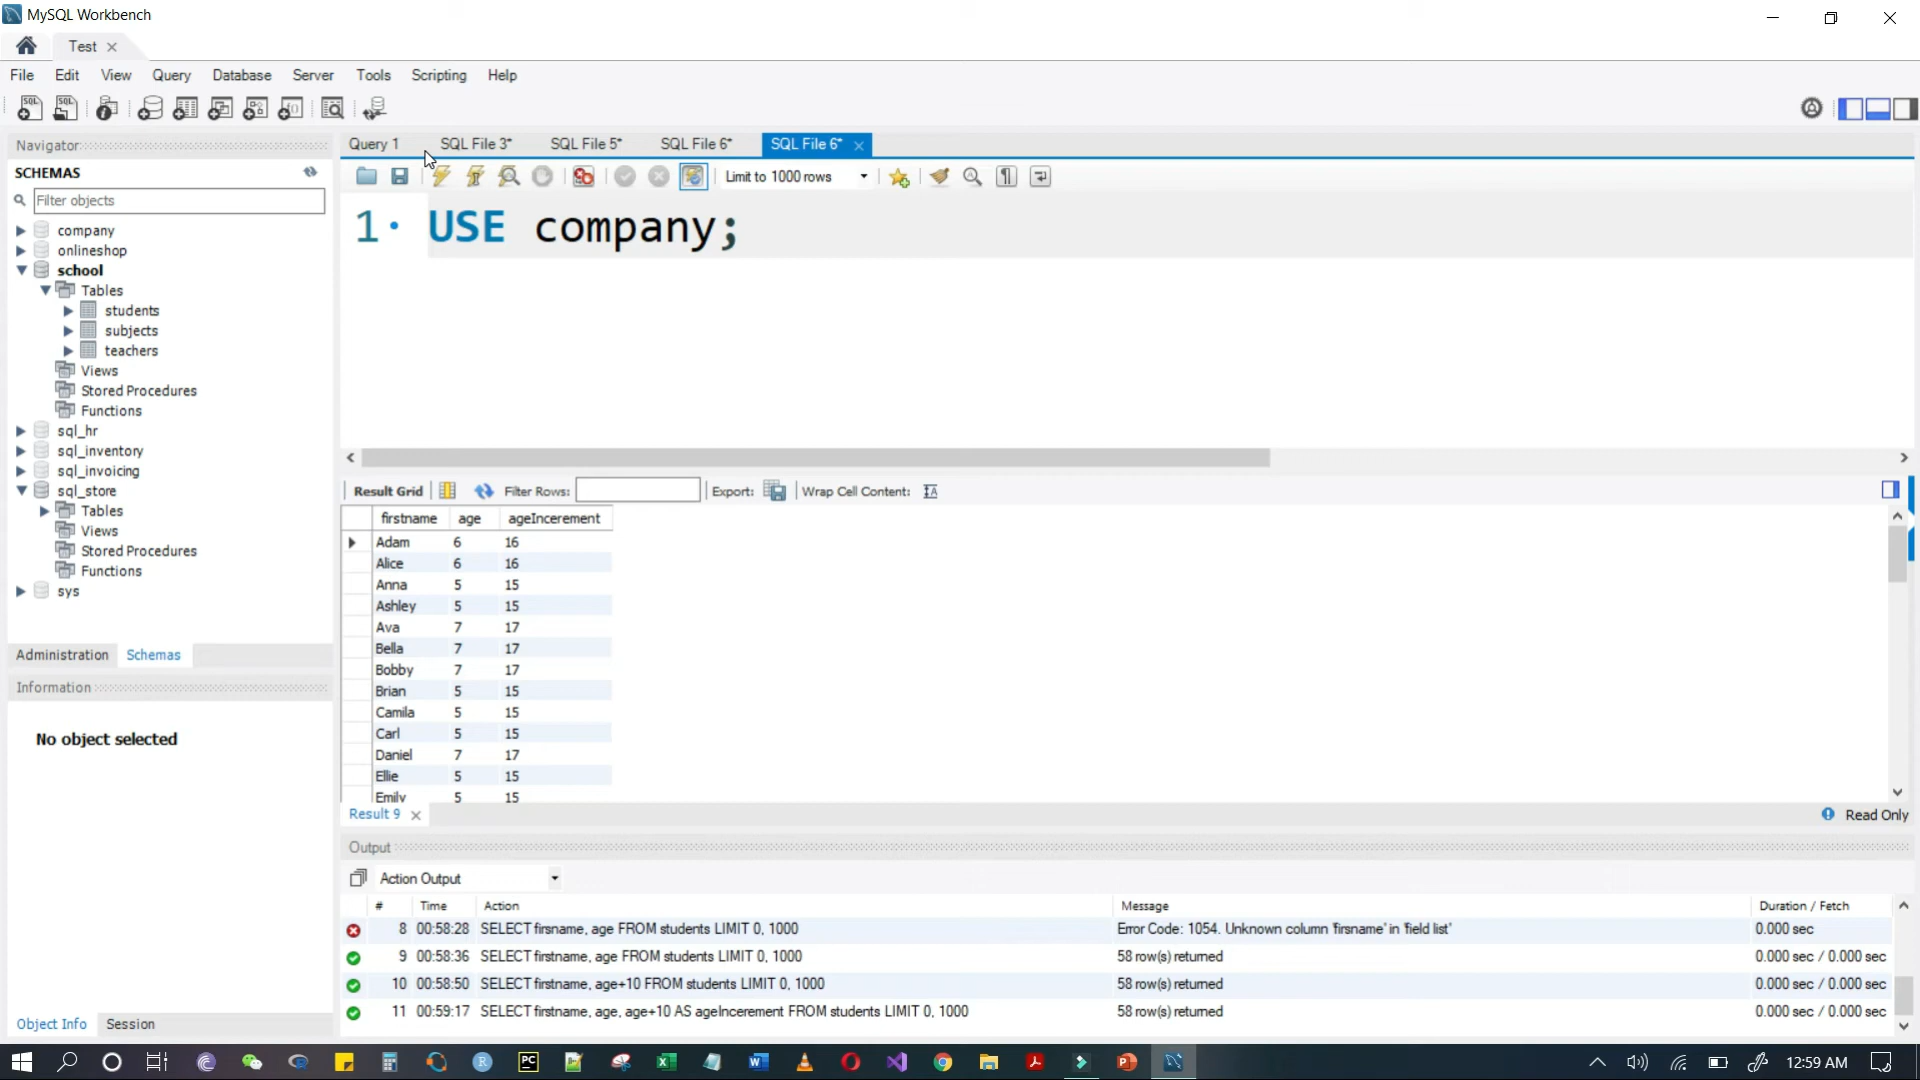 MySQL Workbench
Test
File Edit View Query Database Server Tools Scripting Help
Navigator
SCHEMAS
Filter objects
company
onlineshop
school
Tables
students
subjects
teachers
Views
Stored Procedures
Functions
sql_hr
sql_inventory
sql_invoicing
sql_store
Tables
Views
Stored Procedures
Functions
sys
Administration Schemas
Information
No object selected
Object Info Session
Query 1 SQL File 3* SQL File 5* SQL File 6* SQL File 6*
Limit to 1000 rows
1 USE company;
Result Grid Filter Rows: Export: Wrap Cell Content:
firstname age ageIncerement
Adam 6 16
Alice 6 16
Anna 5 15
Ashley 5 15
Ava 7 17
Bella 7 17
Bobby 7 17
Brian 5 15
Camila 5 15
Carl 5 15
Daniel 7 17
Ellie 5 15
Emily 5 15
Result 9 Read Only
Output
Action Output
# Time Action Message Duration / Fetch
8 00:58:28 SELECT firsname, age FROM students LIMIT 0, 1000 Error Code: 1054. Unknown column 'firsname' in 'field list' 0.000 sec
9 00:58:36 SELECT firstname, age FROM students LIMIT 0, 1000 58 row(s) returned 0.000 sec / 0.000 sec
10 00:58:50 SELECT firstname, age+10 FROM students LIMIT 0, 1000 58 row(s) returned 0.000 sec / 0.000 sec
11 00:59:17 SELECT firstname, age, age+10 AS ageIncerement FROM students LIMIT 0, 1000 58 row(s) returned 0.000 sec / 0.000 sec
12:59 AM